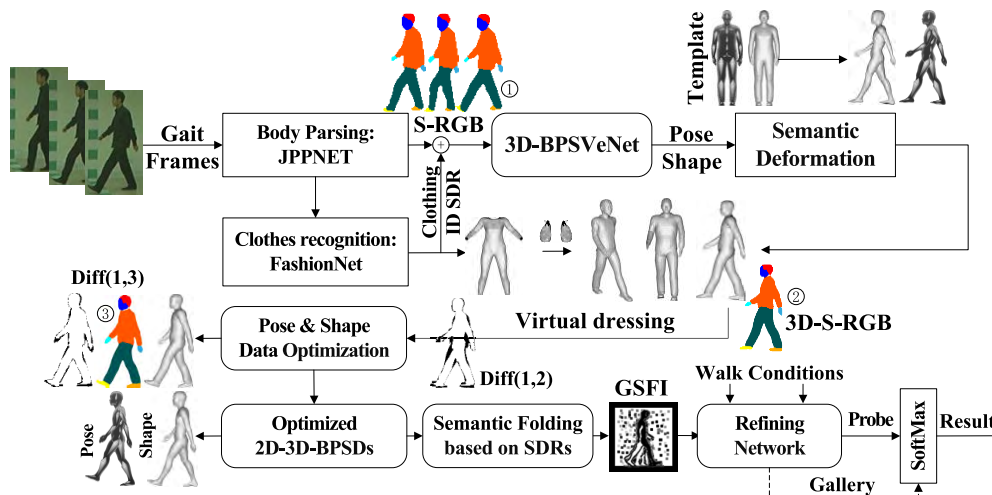 Gait
Frames
Body Parsing:
JPPNET
S-RGB
①
+
3D-BPSVeNet
Pose
Shape
Template
Semantic
Deformation
Clothes recognition:
FashionNet
Clothing
ID SDR
Virtual dressing
②
3D-S-RGB
Diff(1,3)
③
Pose & Shape
Data Optimization
Diff(1,2)
Pose
Shape
Optimized
2D-3D-BPSDs
Semantic Folding
based on SDRs
GSFI
Walk Conditions
Refining
Network
Probe
Gallery
SoftMax
Result